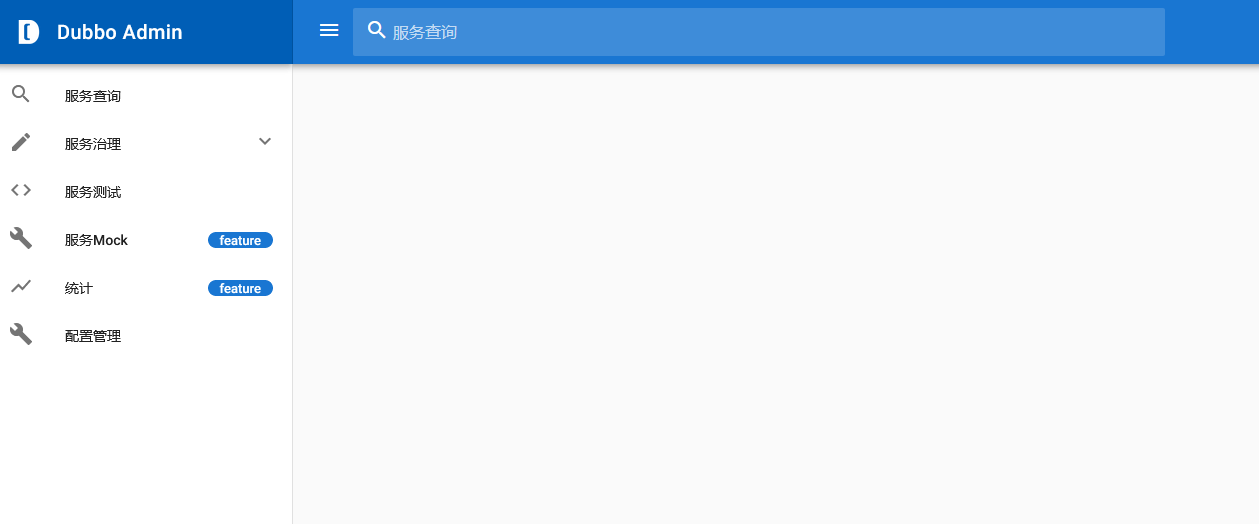 Dubbo Admin
服务查询
服务查询
服务治理
服务测试
服务Mock feature
统计 feature
配置管理